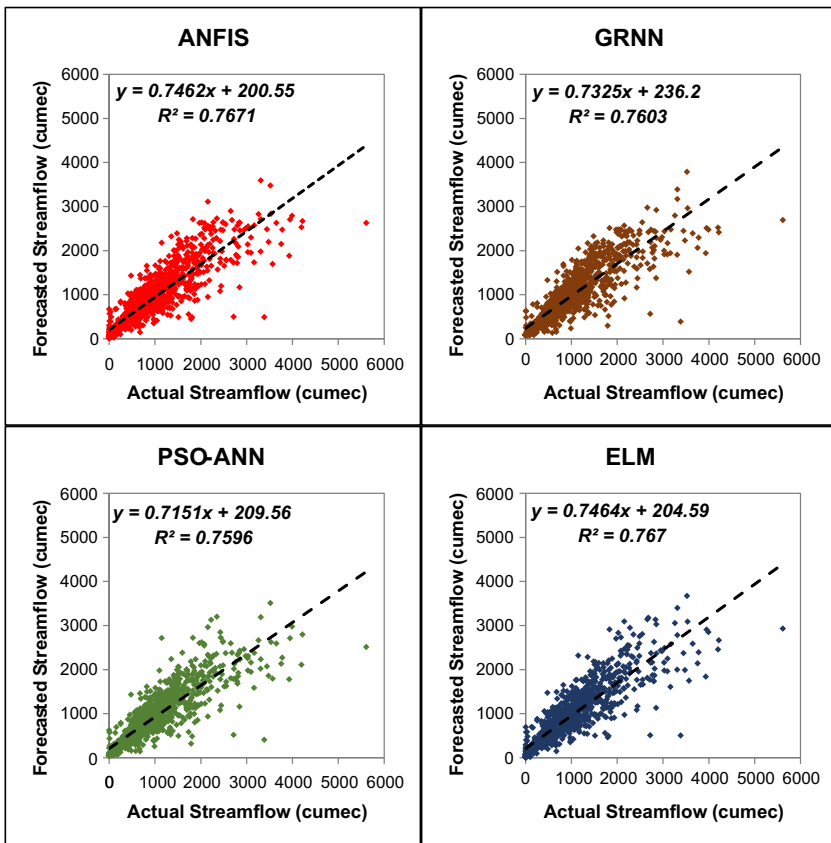 ANFIS
y = 0.7462x + 200.55
R² = 0.7671
6000
5000
4000
3000
2000
1000
0
0 1000 2000 3000 4000 5000 6000
Forecasted Streamflow (cumec)
Actual Streamflow (cumec)
GRNN
y = 0.7325x + 236.2
R² = 0.7603
6000
5000
4000
3000
2000
1000
0
0 1000 2000 3000 4000 5000 6000
Forecasted Streamflow (cumec)
Actual Streamflow (cumec)
PSO-ANN
y = 0.7151x + 209.56
R² = 0.7596
6000
5000
4000
3000
2000
1000
0
0 1000 2000 3000 4000 5000 6000
Forecasted Streamflow (cumec)
Actual Streamflow (cumec)
ELM
y = 0.7464x + 204.59
R² = 0.767
6000
5000
4000
3000
2000
1000
0
0 1000 2000 3000 4000 5000 6000
Forecasted Streamflow (cumec)
Actual Streamflow (cumec)